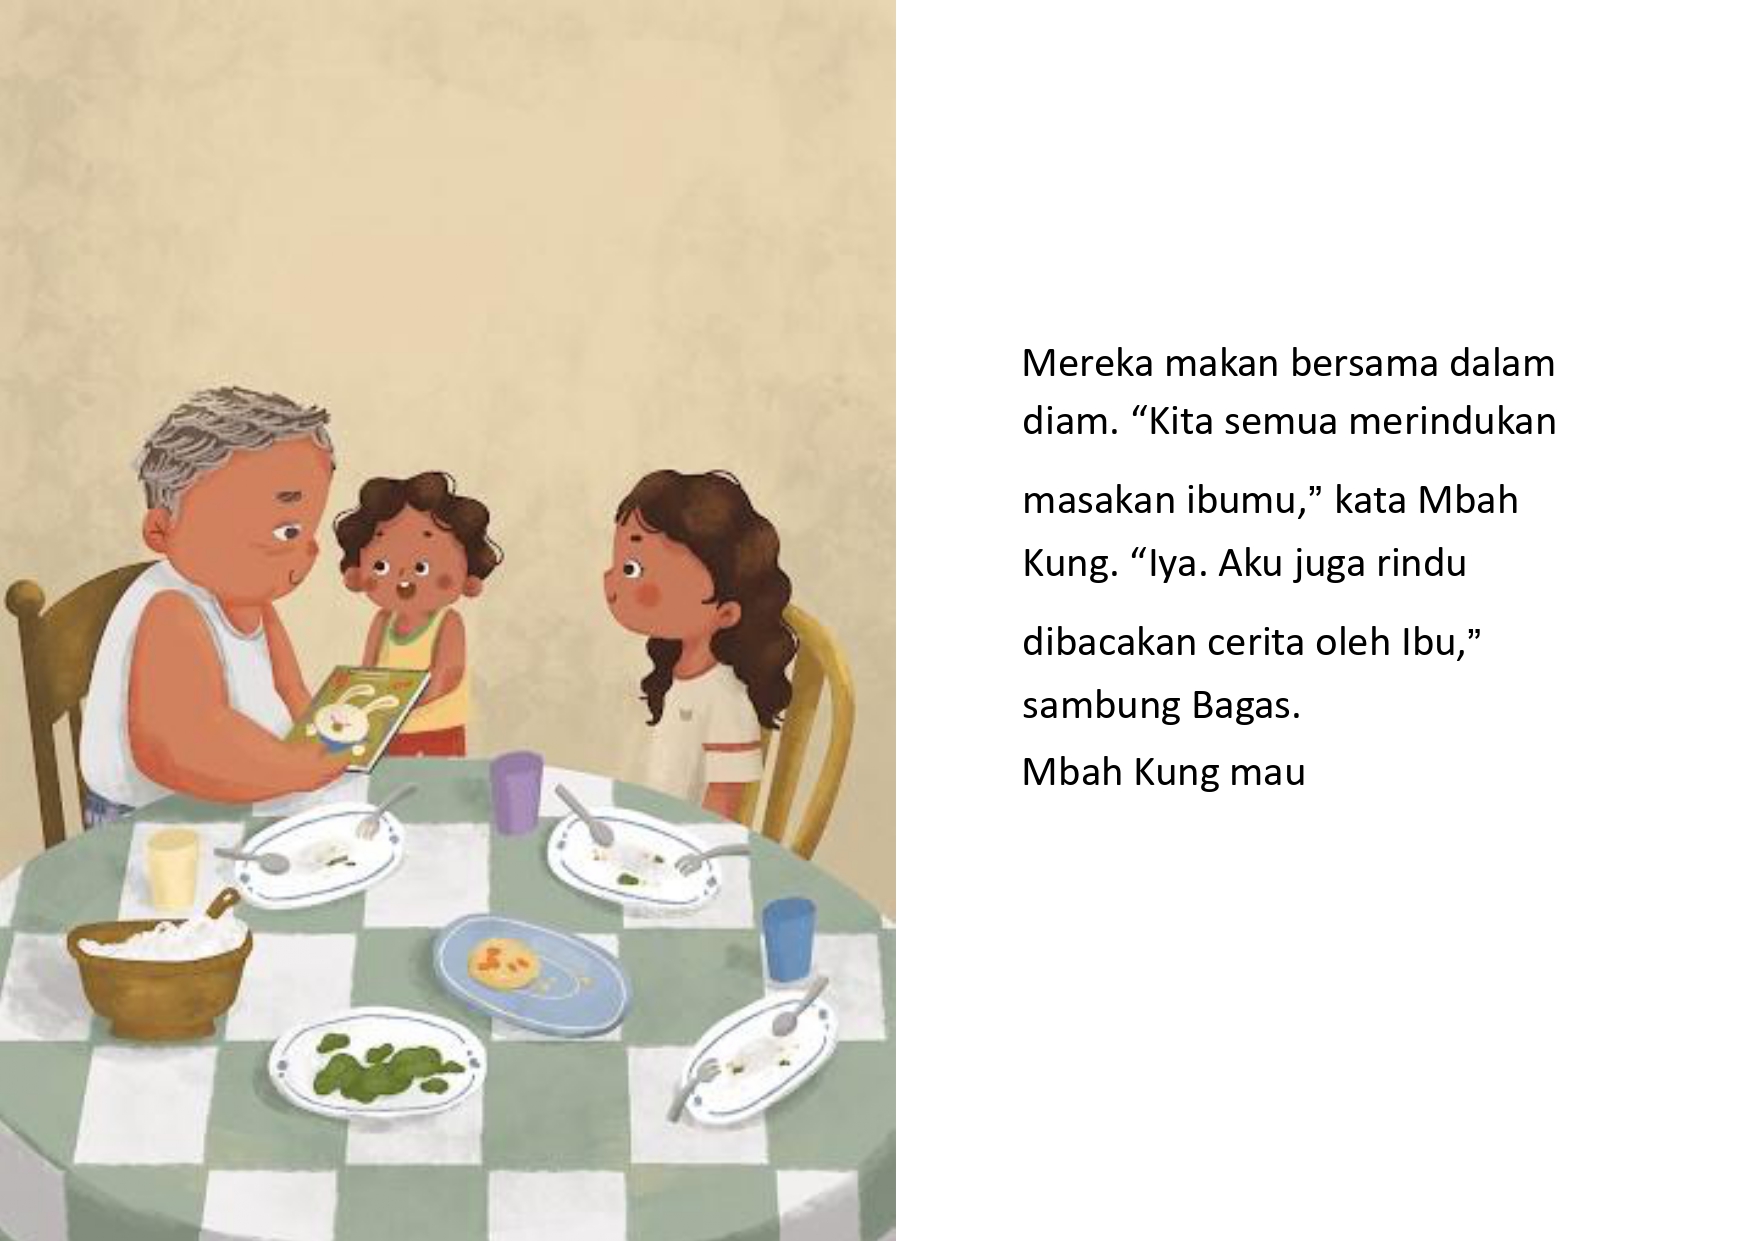 Mereka makan bersama dalam
diam. “Kita semua merindukan
masakan ibumu,” kata Mbah
Kung. “Iya. Aku juga rindu
dibacakan cerita oleh Ibu,”
sambung Bagas.
Mbah Kung mau